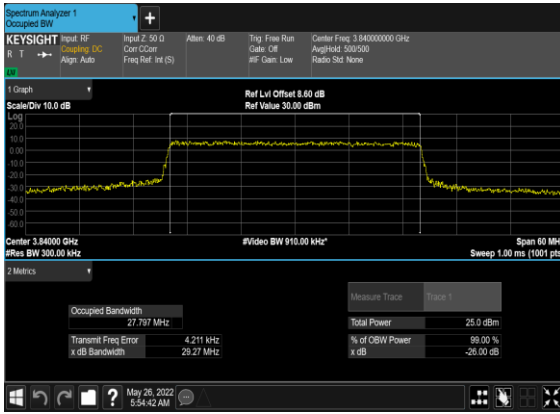 Spectrum Analyzer 1
Occupied BW
KEYSIGHT
R T
LXI
Input: RF
Coupling: DC
Align: Auto
Input Z: 50 Ω
Corr CCorr
Freq Ref: Int (S)
Atten: 40 dB
Trig: Free Run
Gate: Off
#IF Gain: Low
Center Freq: 3.840000000 GHz
Avg|Hold: 500/500
Radio Std: None
1 Graph
Scale/Div 10.0 dB
Ref Lvl Offset 8.60 dB
Ref Value 30.00 dBm
Log
20.0
10.0
0.00
-10.0
-20.0
-30.0
-40.0
-50.0
-60.0
Center 3.84000 GHz
#Res BW 300.00 kHz
#Video BW 910.00 kHz*
Span 60 MH
Sweep 1.00 ms (1001 pts
2 Metrics
Measure Trace
Trace 1
Occupied Bandwidth
27.797 MHz
Total Power
25.0 dBm
Transmit Freq Error
4.211 kHz
% of OBW Power
99.00 %
x dB Bandwidth
29.27 MHz
x dB
-26.00 dB
May 26, 2022
5:54:42 AM